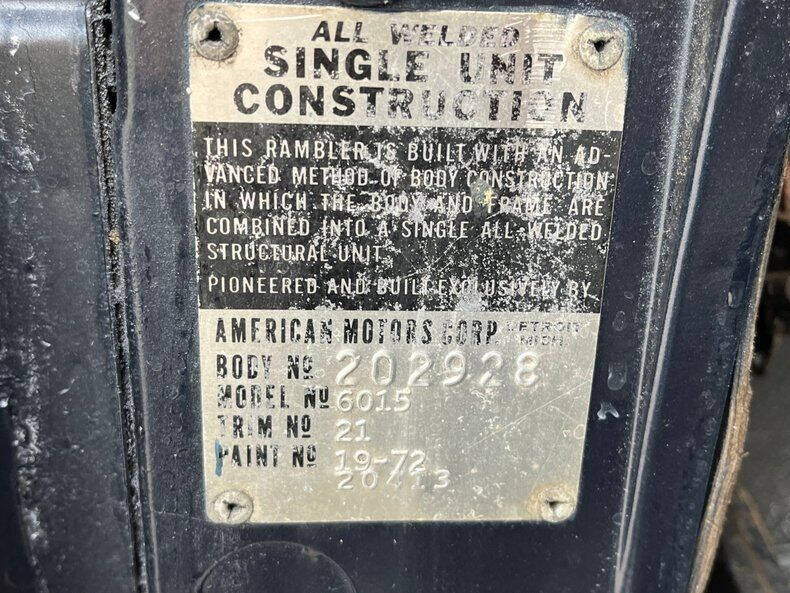 ALL WELDED
SINGLE UNIT
CONSTRUCTION
THIS RAMBLER IS BUILT WITH AN AD-
VANCED METHOD OF BODY CONSTRUCTION
IN WHICH THE BODY AND FRAME ARE
COMBINED INTO A SINGLE ALL-WELDED
STRUCTURAL UNIT.
PIONEERED AND BUILT EXCLUSIVELY BY
AMERICAN MOTORS CORP. DETROIT MICH
BODY Nº 202928
MODEL Nº 6015
TRIM Nº 21
PAINT Nº 19-72